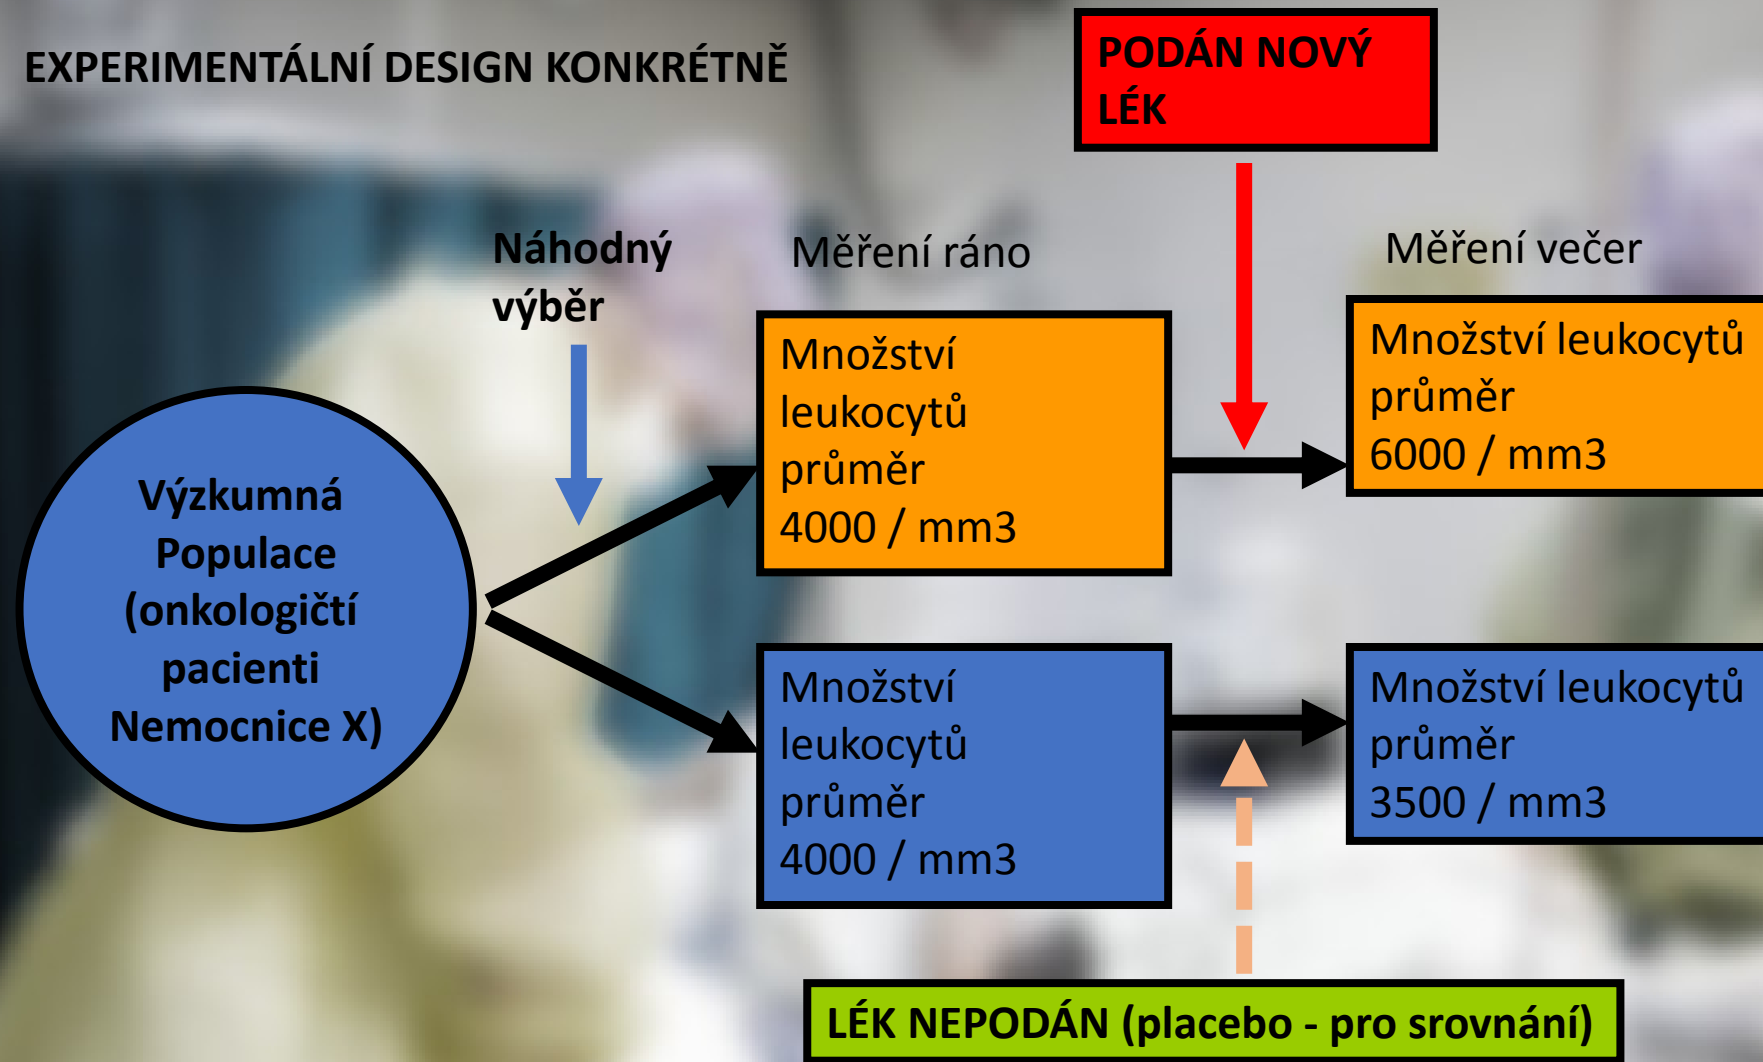 EXPERIMENTÁLNÍ DESIGN KONKRÉTNĚ
PODÁN NOVÝ
LÉK
Náhodný
výběr
Měření ráno
Měření večer
Množství
leukocytů
průměr
4000 / mm3
Množství leukocytů
průměr
6000 / mm3
Výzkumná
Populace
(onkologičtí
pacienti
Nemocnice X)
Množství
leukocytů
průměr
4000 / mm3
Množství leukocytů
průměr
3500 / mm3
LÉK NEPODÁN (placebo - pro srovnání)